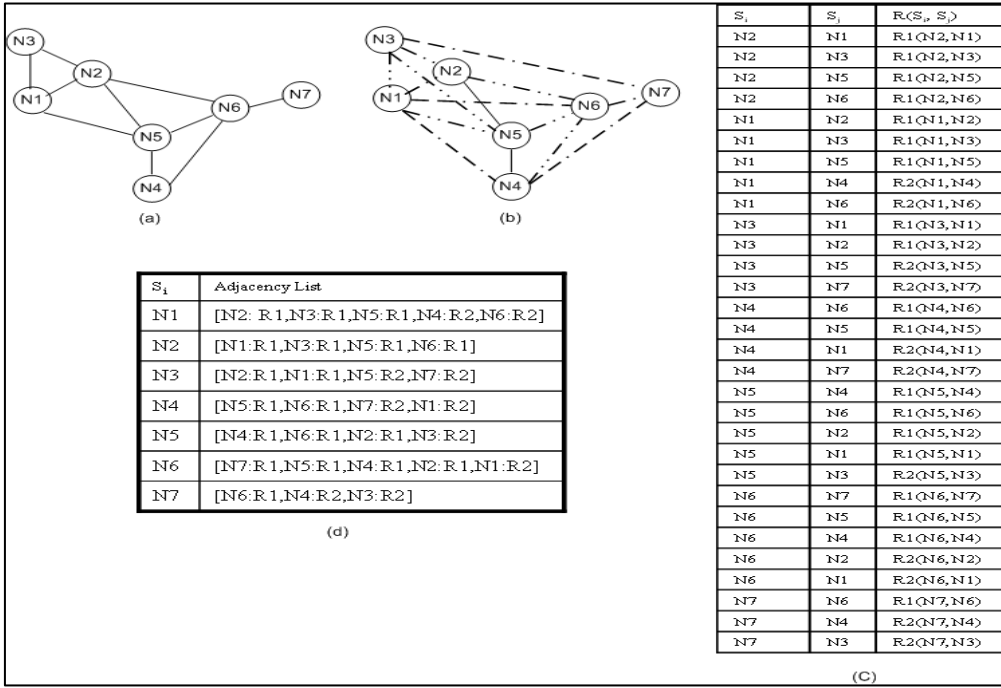 N3
N2
N1
N6
N7
N5
N4
(a)
N3
N2
N1
N6
N7
N5
N4
(b)
Si Adjacency List
N1 [N2: R1,N3:R1,N5:R1,N4:R2,N6:R2]
N2 [N1:R1,N3:R1,N5:R1,N6:R1]
N3 [N2:R1,N1:R1,N5:R2,N7:R2]
N4 [N5:R1,N6:R1,N7:R2,N1:R2]
N5 [N4:R1,N6:R1,N2:R1,N3:R2]
N6 [N7:R1,N5:R1,N4:R1,N2:R1,N1:R2]
N7 [N6:R1,N4:R2,N3:R2]
(d)
Si Sj R(Si, Sj)
N2 N1 R1(N2,N1)
N2 N3 R1(N2,N3)
N2 N5 R1(N2,N5)
N2 N6 R1(N2,N6)
N1 N2 R1(N1,N2)
N1 N3 R1(N1,N3)
N1 N5 R1(N1,N5)
N1 N4 R2(N1,N4)
N1 N6 R2(N1,N6)
N3 N1 R1(N3,N1)
N3 N2 R1(N3,N2)
N3 N5 R2(N3,N5)
N3 N7 R2(N3,N7)
N4 N6 R1(N4,N6)
N4 N5 R1(N4,N5)
N4 N1 R2(N4,N1)
N4 N7 R2(N4,N7)
N5 N4 R1(N5,N4)
N5 N6 R1(N5,N6)
N5 N2 R1(N5,N2)
N5 N1 R1(N5,N1)
N5 N3 R2(N5,N3)
N6 N7 R1(N6,N7)
N6 N5 R1(N6,N5)
N6 N4 R1(N6,N4)
N6 N2 R2(N6,N2)
N6 N1 R2(N6,N1)
N7 N6 R1(N7,N6)
N7 N4 R2(N7,N4)
N7 N3 R2(N7,N3)
(C)